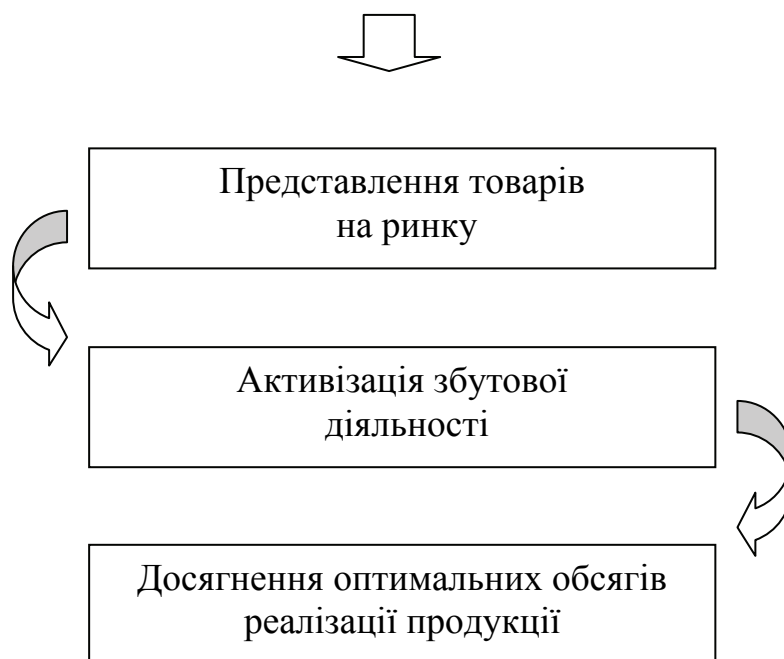 Представлення товарів
на ринку
Активізація збутової
діяльності
Досягнення оптимальних обсягів
реалізації продукції